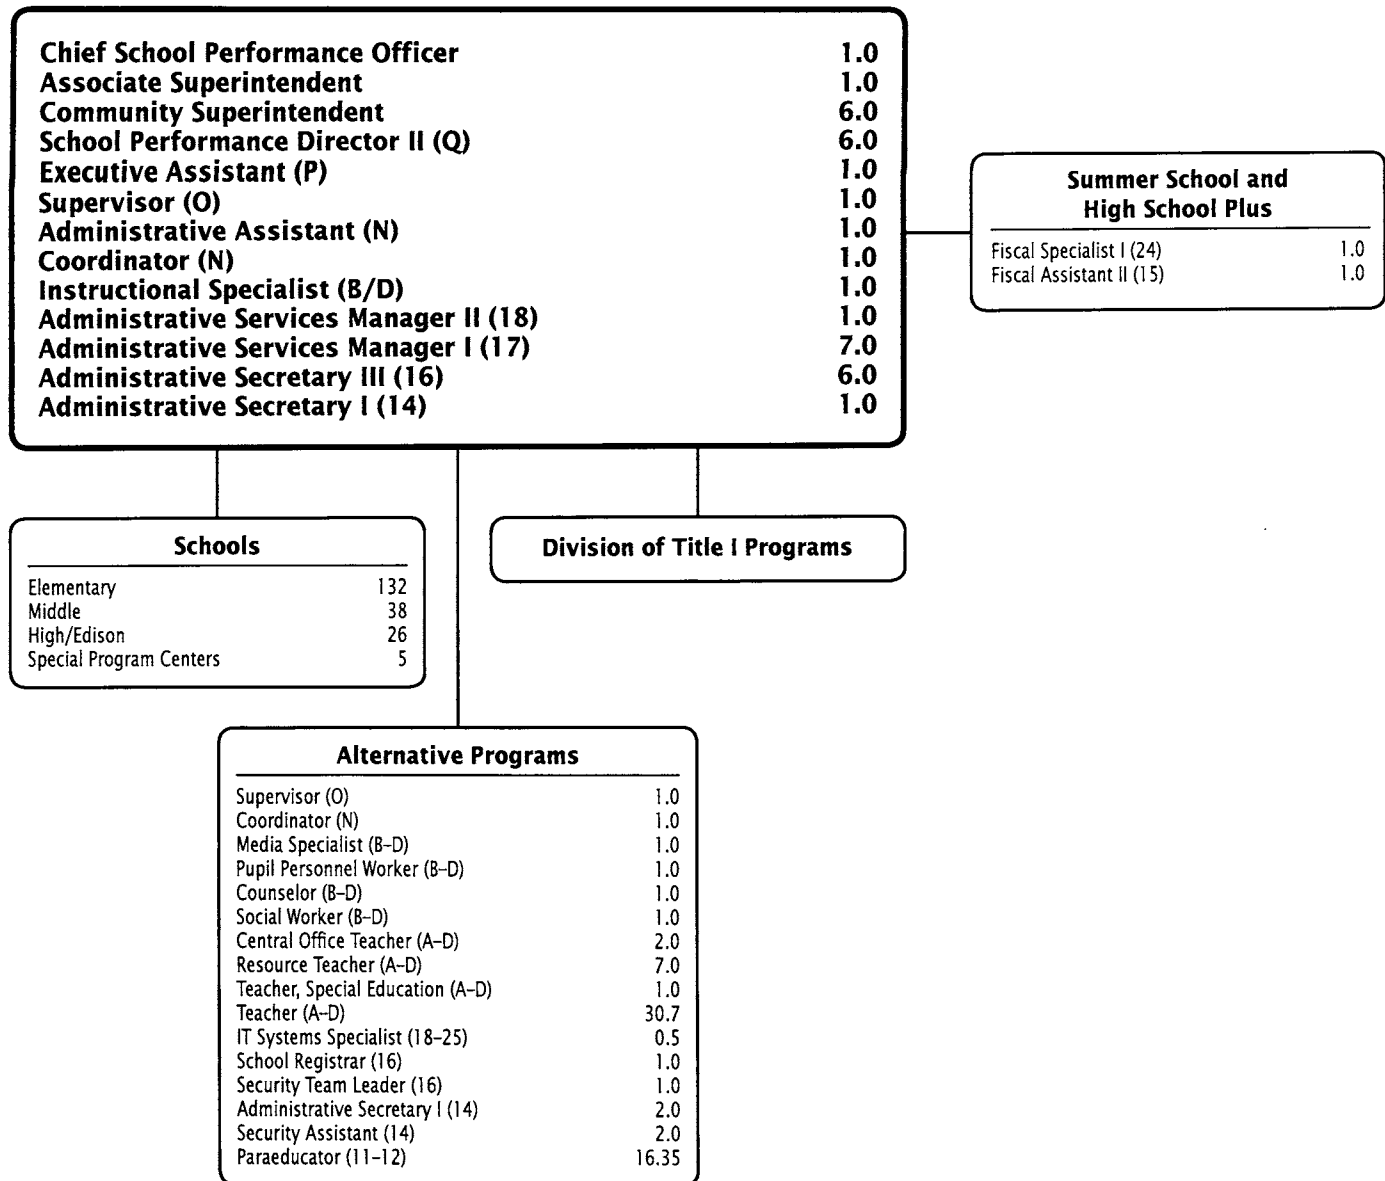 Chief School Performance Officer 1.0
Associate Superintendent 1.0
Community Superintendent 6.0
School Performance Director II (Q) 6.0
Executive Assistant (P) 1.0
Supervisor (O) 1.0
Administrative Assistant (N) 1.0
Coordinator (N) 1.0
Instructional Specialist (B/D) 1.0
Administrative Services Manager II (18) 1.0
Administrative Services Manager I (17) 7.0
Administrative Secretary III (16) 6.0
Administrative Secretary I (14) 1.0
Summer School and
High School Plus
Fiscal Specialist I (24) 1.0
Fiscal Assistant II (15) 1.0
Schools
Elementary 132
Middle 38
High/Edison 26
Special Program Centers 5
Division of Title I Programs
Alternative Programs
Supervisor (O) 1.0
Coordinator (N) 1.0
Media Specialist (B–D) 1.0
Pupil Personnel Worker (B–D) 1.0
Counselor (B–D) 1.0
Social Worker (B–D) 1.0
Central Office Teacher (A–D) 2.0
Resource Teacher (A–D) 7.0
Teacher, Special Education (A–D) 1.0
Teacher (A–D) 30.7
IT Systems Specialist (18–25) 0.5
School Registrar (16) 1.0
Security Team Leader (16) 1.0
Administrative Secretary I (14) 2.0
Security Assistant (14) 2.0
Paraeducator (11–12) 16.35